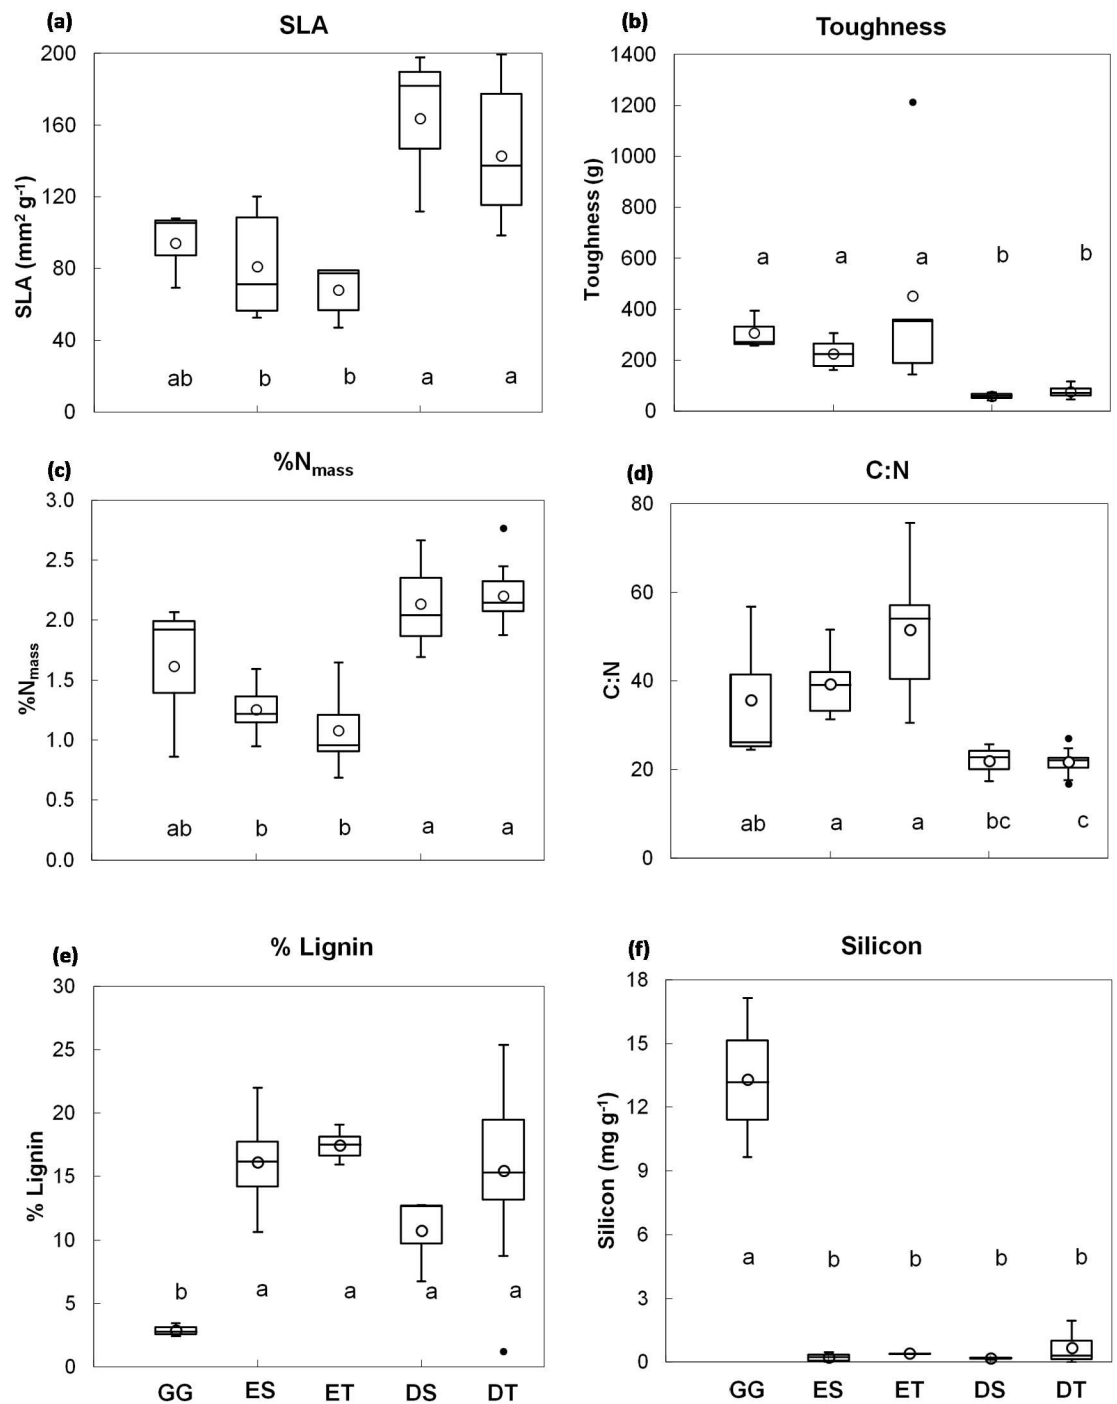 (a) SLA
200
160
120
80
40
0
SLA (mm² g⁻¹)
ab b b a a
(b) Toughness
1400
1200
1000
800
600
400
200
0
Toughness (g)
a a a b b
(c) %Nmass
3.0
2.5
2.0
1.5
1.0
0.5
0.0
%Nmass
ab b b a a
(d) C:N
80
60
40
20
0
C:N
ab a a bc c
(e) % Lignin
30
25
20
15
10
5
0
% Lignin
b a a a a
GG ES ET DS DT
(f) Silicon
18
15
12
9
6
3
0
Silicon (mg g⁻¹)
a b b b b
GG ES ET DS DT